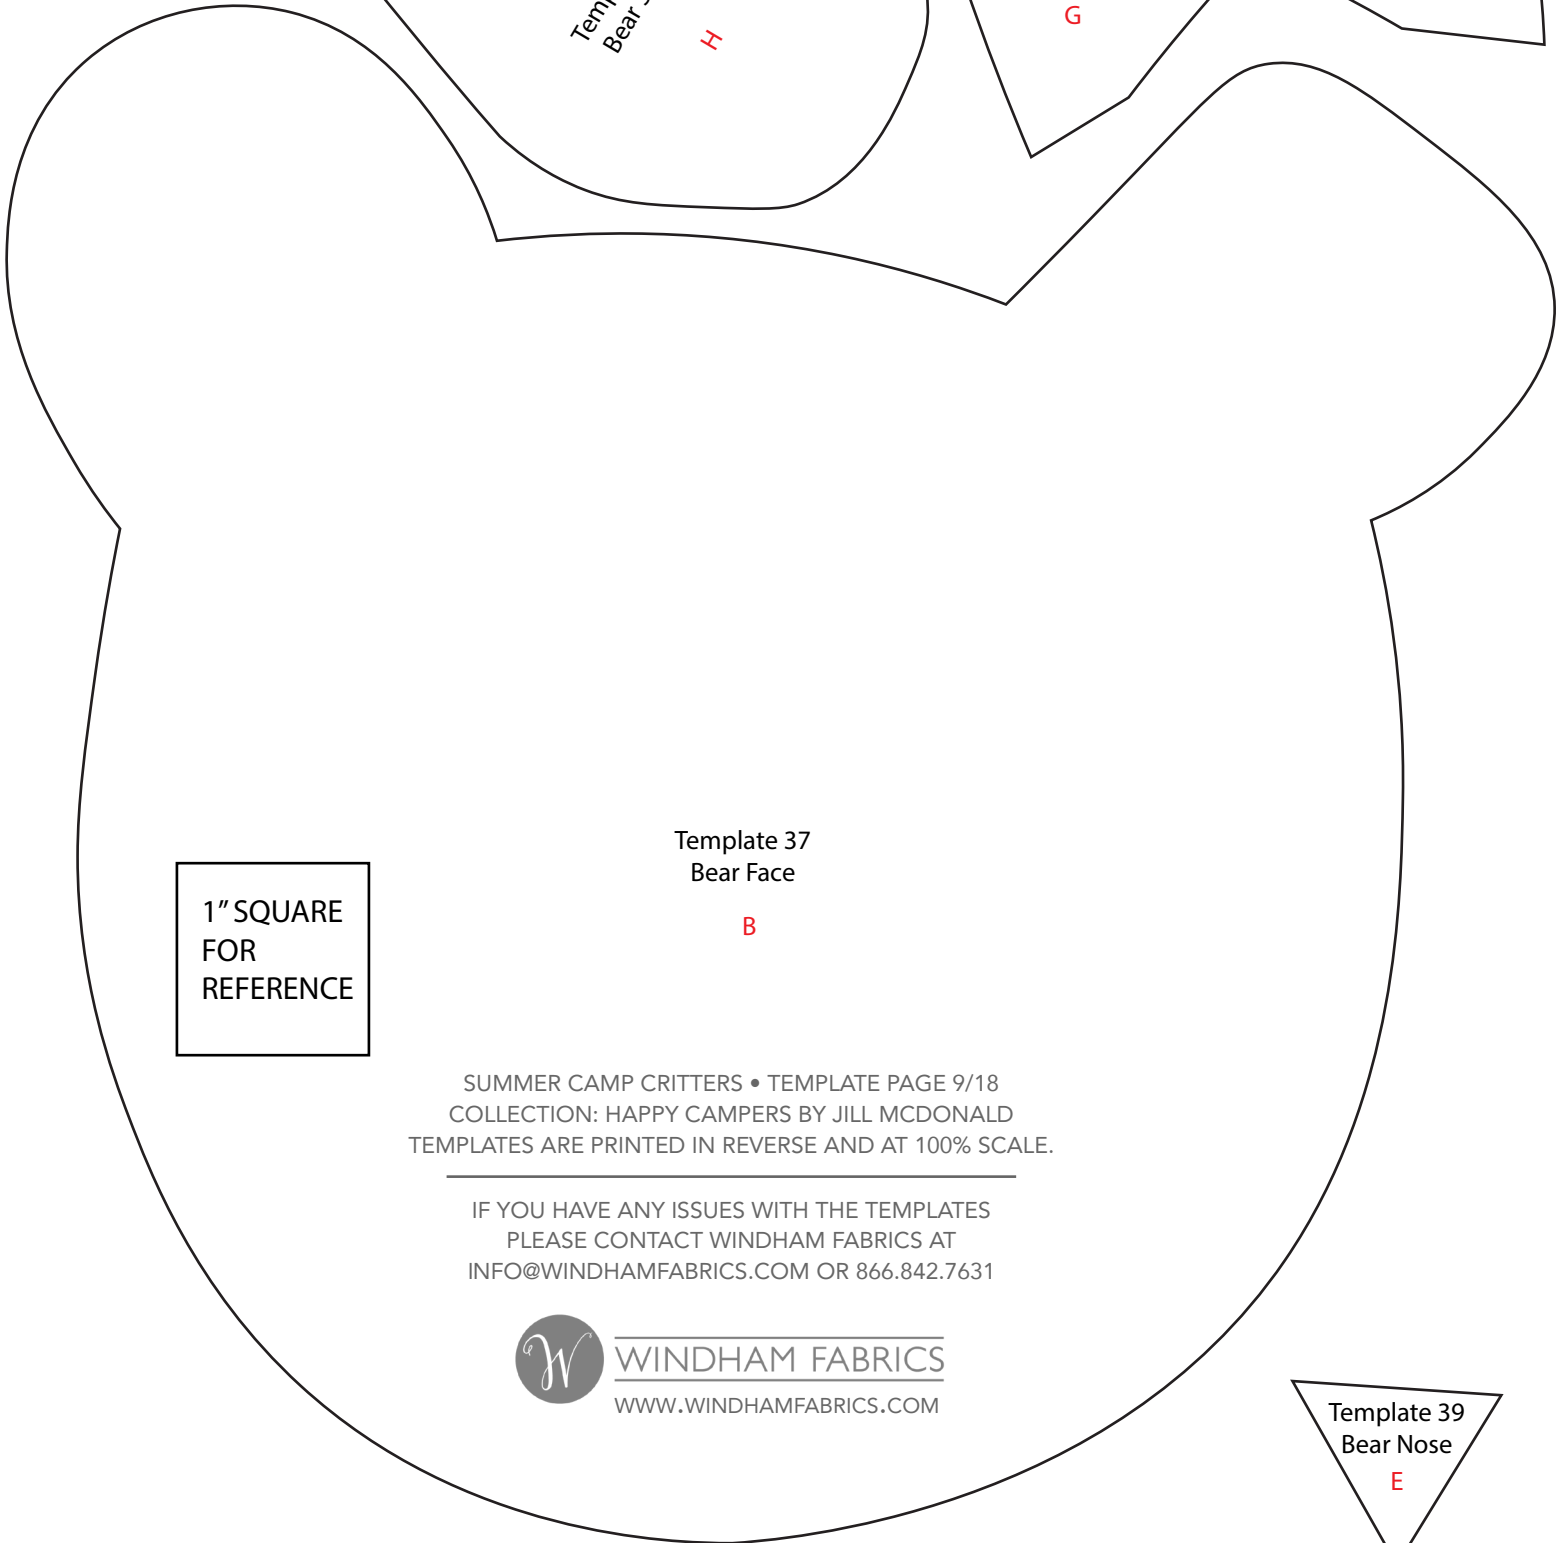 Bear
H
G
Template 37
Bear Face
B
1” SQUARE
FOR
REFERENCE
SUMMER CAMP CRITTERS • TEMPLATE PAGE 9/18
COLLECTION: HAPPY CAMPERS BY JILL MCDONALD
TEMPLATES ARE PRINTED IN REVERSE AND AT 100% SCALE.
IF YOU HAVE ANY ISSUES WITH THE TEMPLATES
PLEASE CONTACT WINDHAM FABRICS AT
INFO@WINDHAMFABRICS.COM OR 866.842.7631
W
WINDHAM FABRICS
WWW.WINDHAMFABRICS.COM
Template 39
Bear Nose
E